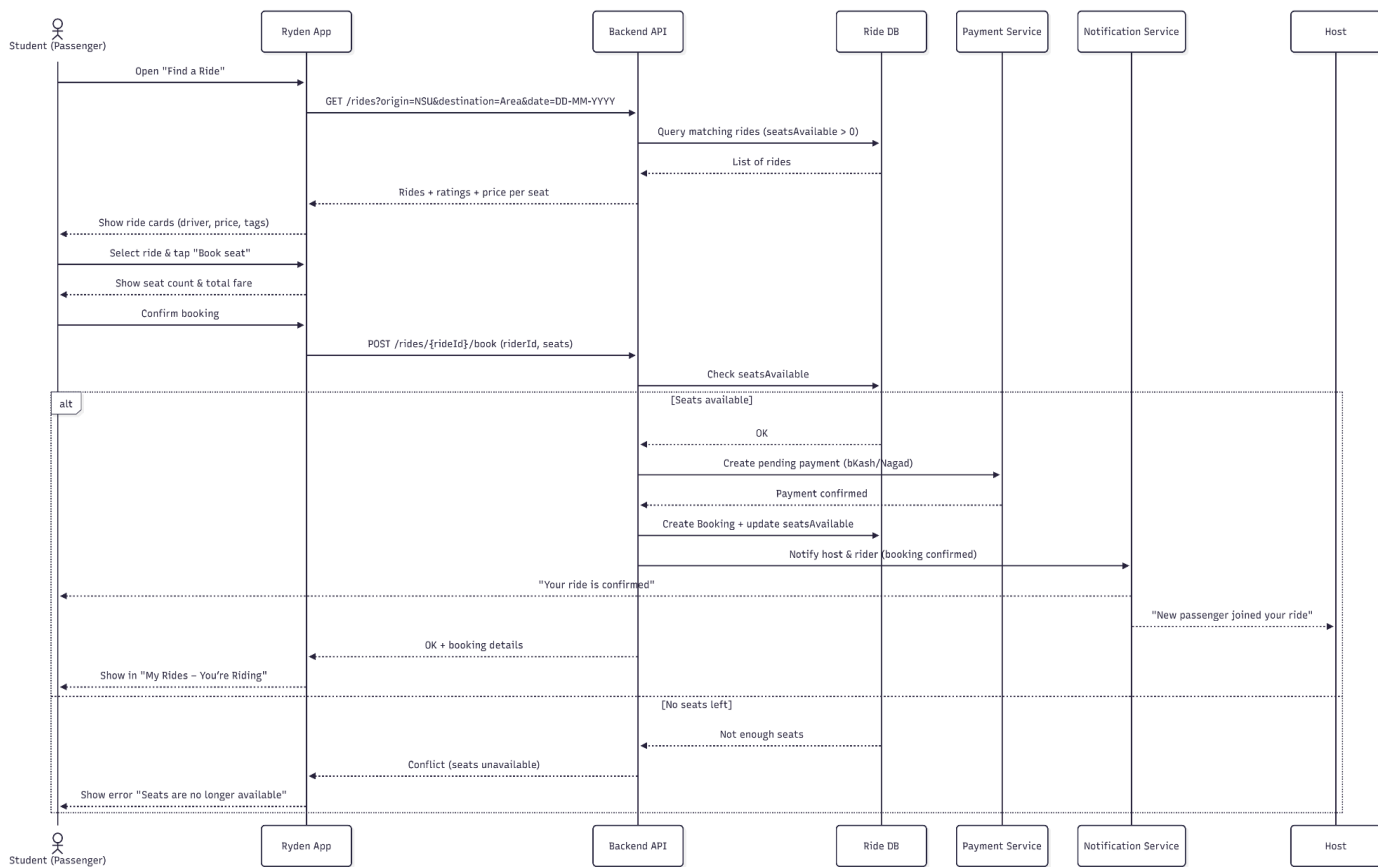 Student (Passenger)
Ryden App
Backend API
Ride DB
Payment Service
Notification Service
Host
Open "Find a Ride"
GET /rides?origin=NSU&destination=Area&date=DD-MM-YYYY
Query matching rides (seatsAvailable > 0)
List of rides
Rides + ratings + price per seat
Show ride cards (driver, price, tags)
Select ride & tap "Book seat"
Show seat count & total fare
Confirm booking
POST /rides/{rideId}/book (riderId, seats)
Check seatsAvailable
alt
[Seats available]
OK
Create pending payment (bKash/Nagad)
Payment confirmed
Create Booking + update seatsAvailable
Notify host & rider (booking confirmed)
"Your ride is confirmed"
"New passenger joined your ride"
OK + booking details
Show in "My Rides – You’re Riding"
[No seats left]
Not enough seats
Conflict (seats unavailable)
Show error "Seats are no longer available"
Student (Passenger)
Ryden App
Backend API
Ride DB
Payment Service
Notification Service
Host